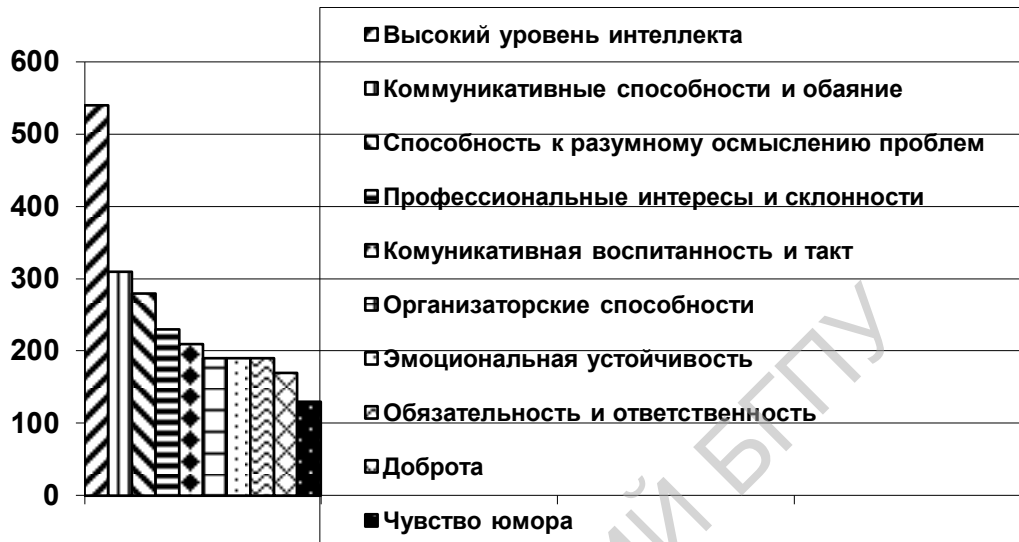 600
500
400
300
200
100
0
Высокий уровень интеллекта
Коммуникативные способности и обаяние
Способность к разумному осмыслению проблем
Профессиональные интересы и склонности
Комуникативная воспитанность и такт
Организаторские способности
Эмоциональная устойчивость
Обязательность и ответственность
Доброта
Чувство юмора
БГПУ